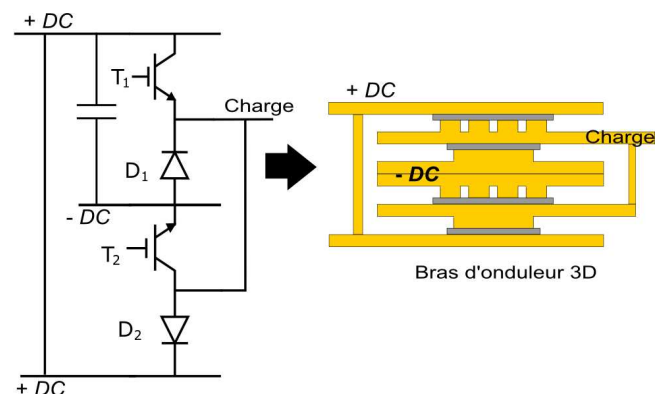 + DC
T1
Charge
D1
- DC
T2
D2
+ DC
+ DC
Charge
- DC
Bras d'onduleur 3D